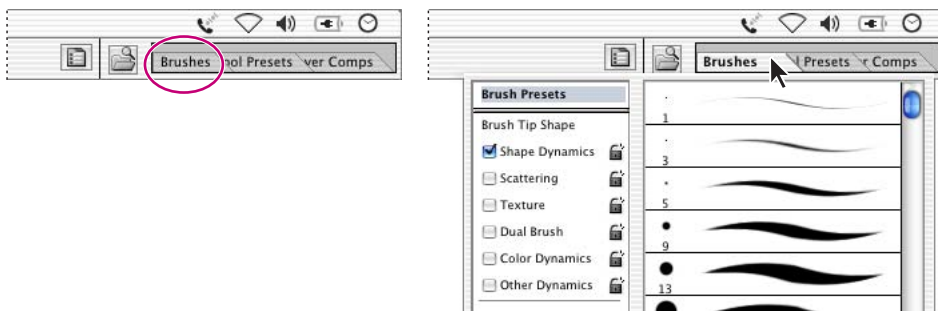 Brushes ool Presets ver Comps
Brushes l Presets r Comps
Brush Presets
Brush Tip Shape
Shape Dynamics
Scattering
Texture
Dual Brush
Color Dynamics
Other Dynamics
1
3
5
9
13